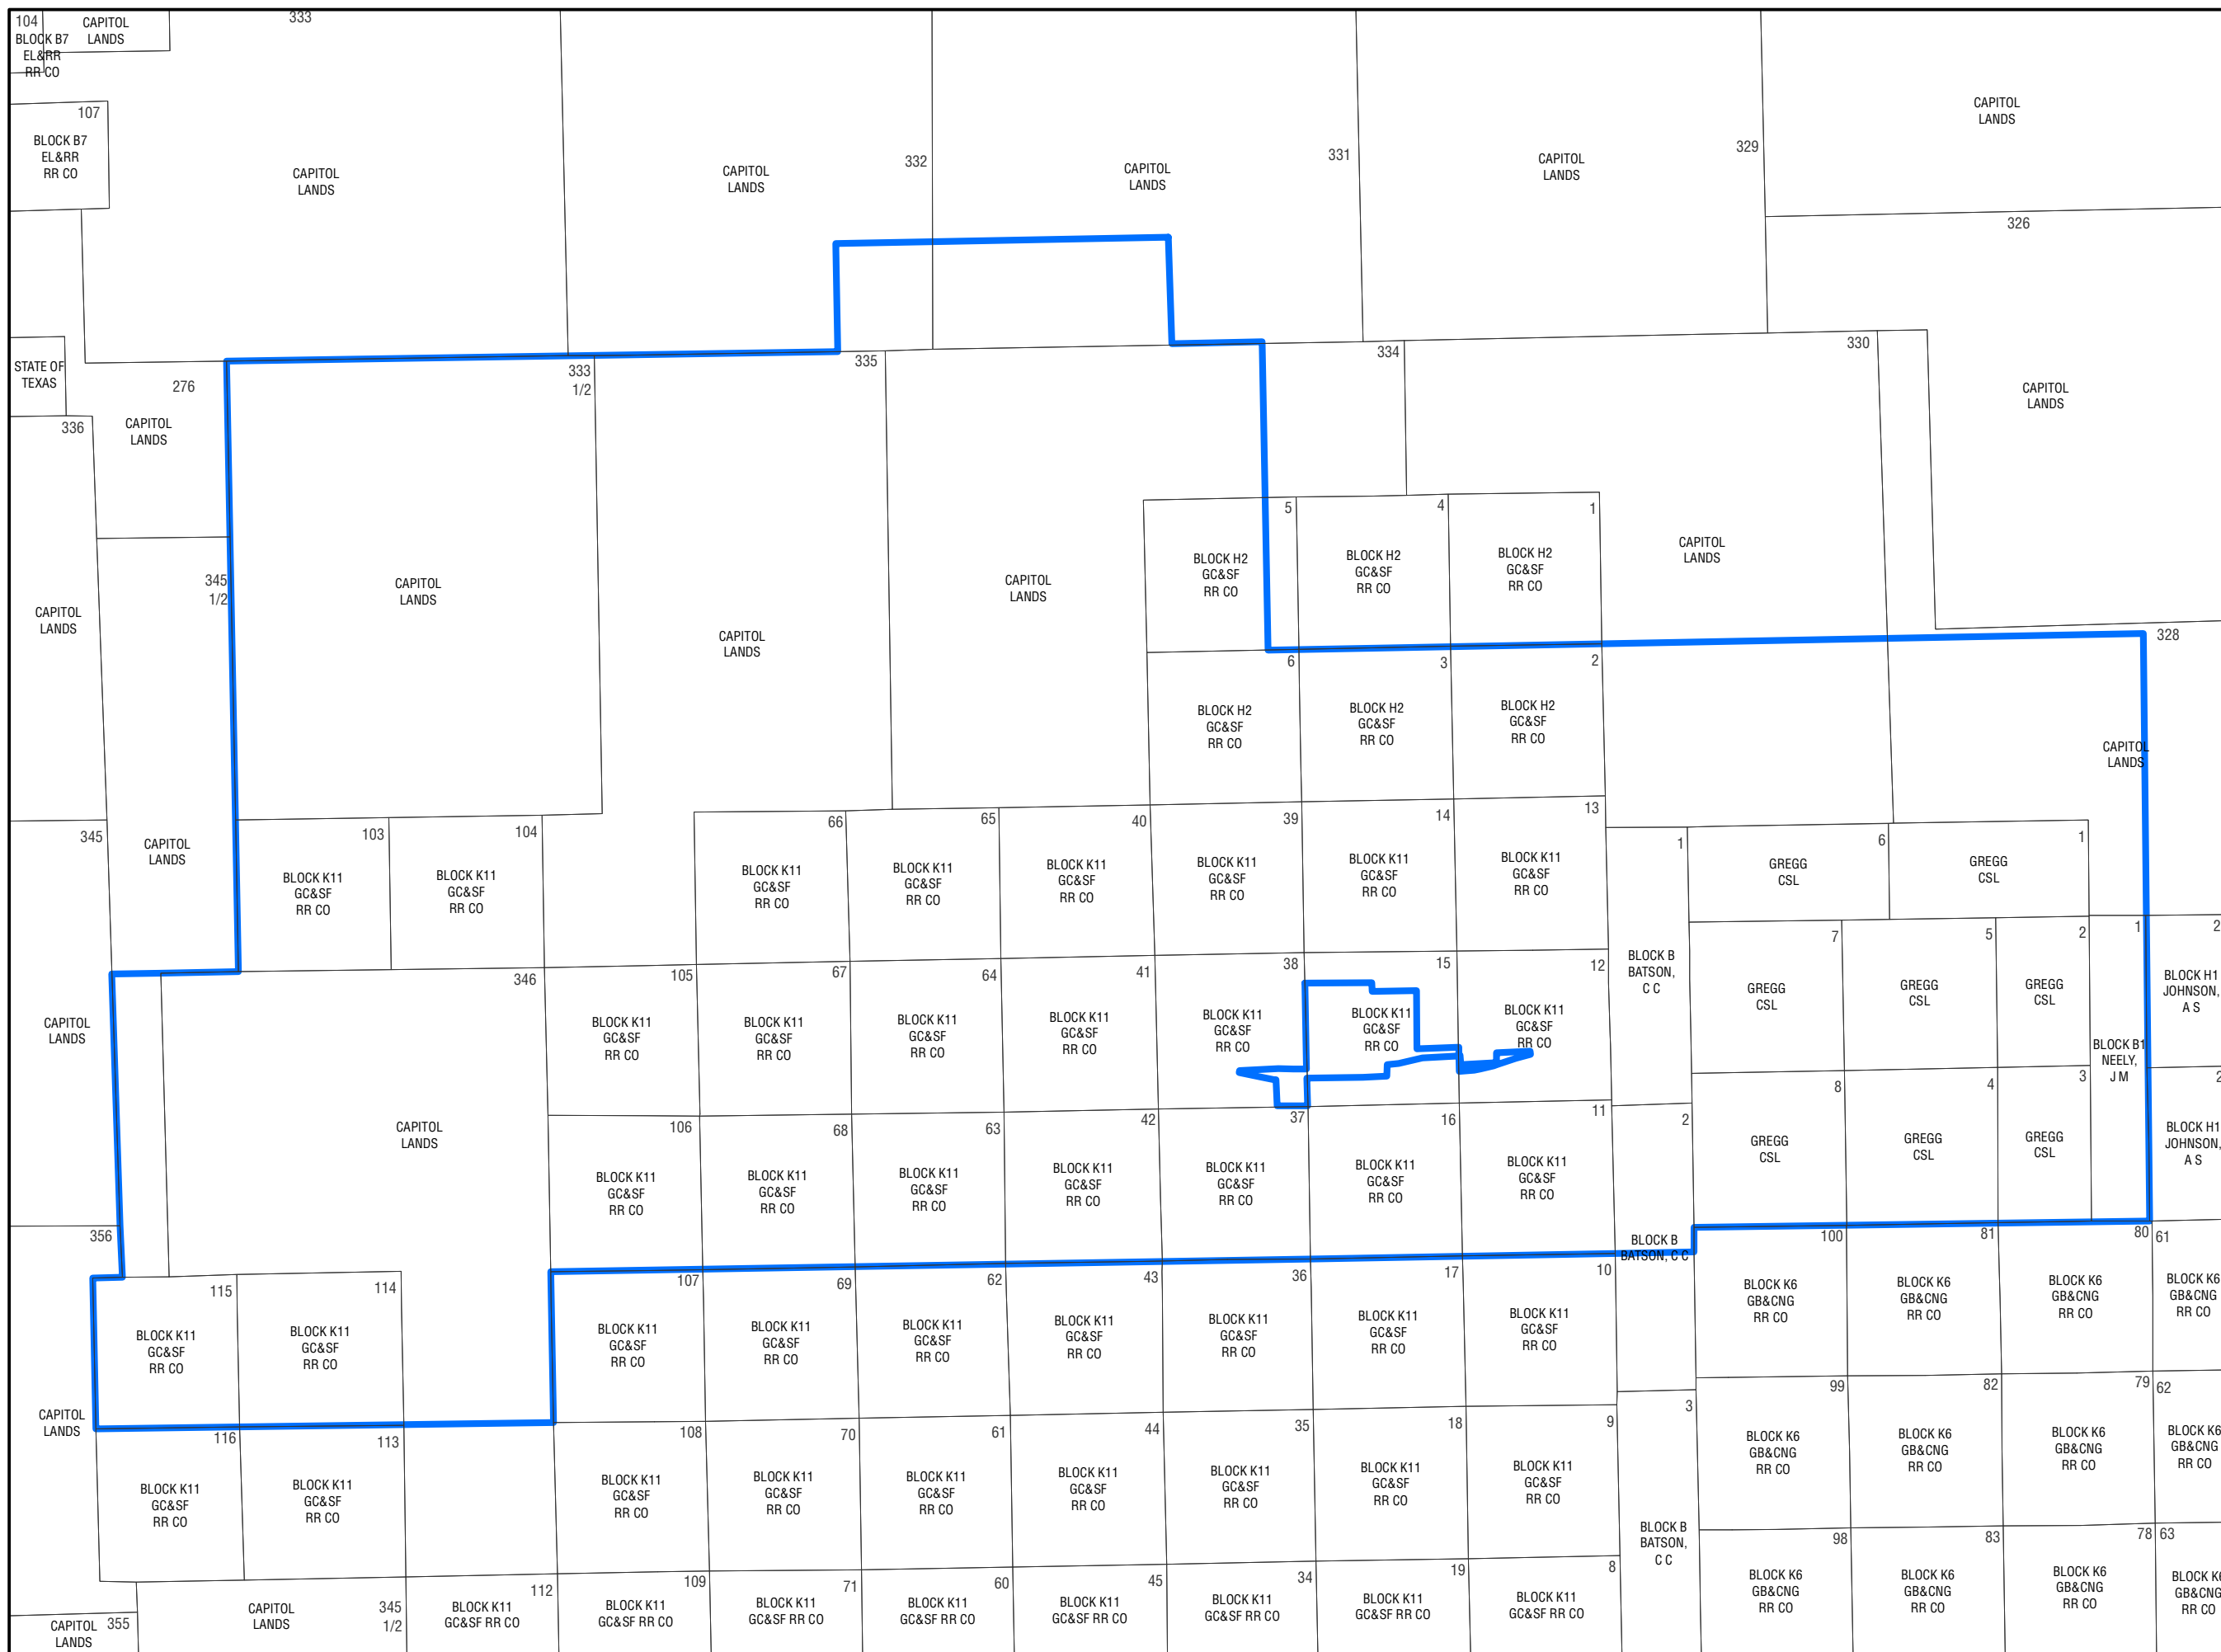 104
CAPITOL
LANDS
333
BLOCK B7
EL&RR
RR CO
107
BLOCK B7
EL&RR
RR CO
CAPITOL
LANDS
CAPITOL
LANDS
332
CAPITOL
LANDS
331
CAPITOL
LANDS
329
CAPITOL
LANDS
326
STATE OF
TEXAS
276
333
1/2
335
334
330
CAPITOL
LANDS
336
CAPITOL
LANDS
345
1/2
CAPITOL
LANDS
CAPITOL
LANDS
CAPITOL
LANDS
CAPITOL
LANDS
5
BLOCK H2
GC&SF
RR CO
4
BLOCK H2
GC&SF
RR CO
1
BLOCK H2
GC&SF
RR CO
CAPITOL
LANDS
328
6
BLOCK H2
GC&SF
RR CO
3
BLOCK H2
GC&SF
RR CO
2
BLOCK H2
GC&SF
RR CO
CAPITOL
LANDS
345
CAPITOL
LANDS
103
BLOCK K11
GC&SF
RR CO
104
BLOCK K11
GC&SF
RR CO
66
BLOCK K11
GC&SF
RR CO
65
BLOCK K11
GC&SF
RR CO
40
BLOCK K11
GC&SF
RR CO
39
BLOCK K11
GC&SF
RR CO
14
BLOCK K11
GC&SF
RR CO
13
BLOCK K11
GC&SF
RR CO
1
BLOCK B
BATSON,
C C
6
GREGG
CSL
1
GREGG
CSL
CAPITOL
LANDS
346
CAPITOL
LANDS
105
BLOCK K11
GC&SF
RR CO
67
BLOCK K11
GC&SF
RR CO
64
BLOCK K11
GC&SF
RR CO
41
BLOCK K11
GC&SF
RR CO
38
BLOCK K11
GC&SF
RR CO
15
BLOCK K11
GC&SF
RR CO
12
BLOCK K11
GC&SF
RR CO
7
GREGG
CSL
5
GREGG
CSL
2
GREGG
CSL
1
BLOCK B1
NEELY,
J M
2
BLOCK H1
JOHNSON,
A S
106
BLOCK K11
GC&SF
RR CO
68
BLOCK K11
GC&SF
RR CO
63
BLOCK K11
GC&SF
RR CO
42
BLOCK K11
GC&SF
RR CO
37
BLOCK K11
GC&SF
RR CO
16
BLOCK K11
GC&SF
RR CO
11
BLOCK K11
GC&SF
RR CO
2
BLOCK B
BATSON, C C
8
GREGG
CSL
4
GREGG
CSL
3
GREGG
CSL
2
BLOCK H1
JOHNSON,
A S
356
CAPITOL
LANDS
115
BLOCK K11
GC&SF
RR CO
114
BLOCK K11
GC&SF
RR CO
107
BLOCK K11
GC&SF
RR CO
69
BLOCK K11
GC&SF
RR CO
62
BLOCK K11
GC&SF
RR CO
43
BLOCK K11
GC&SF
RR CO
36
BLOCK K11
GC&SF
RR CO
17
BLOCK K11
GC&SF
RR CO
10
BLOCK K11
GC&SF
RR CO
100
BLOCK K6
GB&CNG
RR CO
81
BLOCK K6
GB&CNG
RR CO
80
BLOCK K6
GB&CNG
RR CO
61
BLOCK K6
GB&CNG
RR CO
116
BLOCK K11
GC&SF
RR CO
113
BLOCK K11
GC&SF
RR CO
108
BLOCK K11
GC&SF
RR CO
70
BLOCK K11
GC&SF
RR CO
61
BLOCK K11
GC&SF
RR CO
44
BLOCK K11
GC&SF
RR CO
35
BLOCK K11
GC&SF
RR CO
18
BLOCK K11
GC&SF
RR CO
9
BLOCK K11
GC&SF
RR CO
3
BLOCK B
BATSON,
C C
99
BLOCK K6
GB&CNG
RR CO
82
BLOCK K6
GB&CNG
RR CO
79
BLOCK K6
GB&CNG
RR CO
62
BLOCK K6
GB&CNG
RR CO
355
CAPITOL
LANDS
CAPITOL
LANDS
345
1/2
112
BLOCK K11
GC&SF RR CO
109
BLOCK K11
GC&SF RR CO
71
BLOCK K11
GC&SF RR CO
60
BLOCK K11
GC&SF RR CO
45
BLOCK K11
GC&SF RR CO
34
BLOCK K11
GC&SF RR CO
19
BLOCK K11
GC&SF RR CO
8
BLOCK K11
GC&SF RR CO
98
BLOCK K6
GB&CNG
RR CO
83
BLOCK K6
GB&CNG
RR CO
78
BLOCK K6
GB&CNG
RR CO
63
BLOCK K6
GB&CNG
RR CO